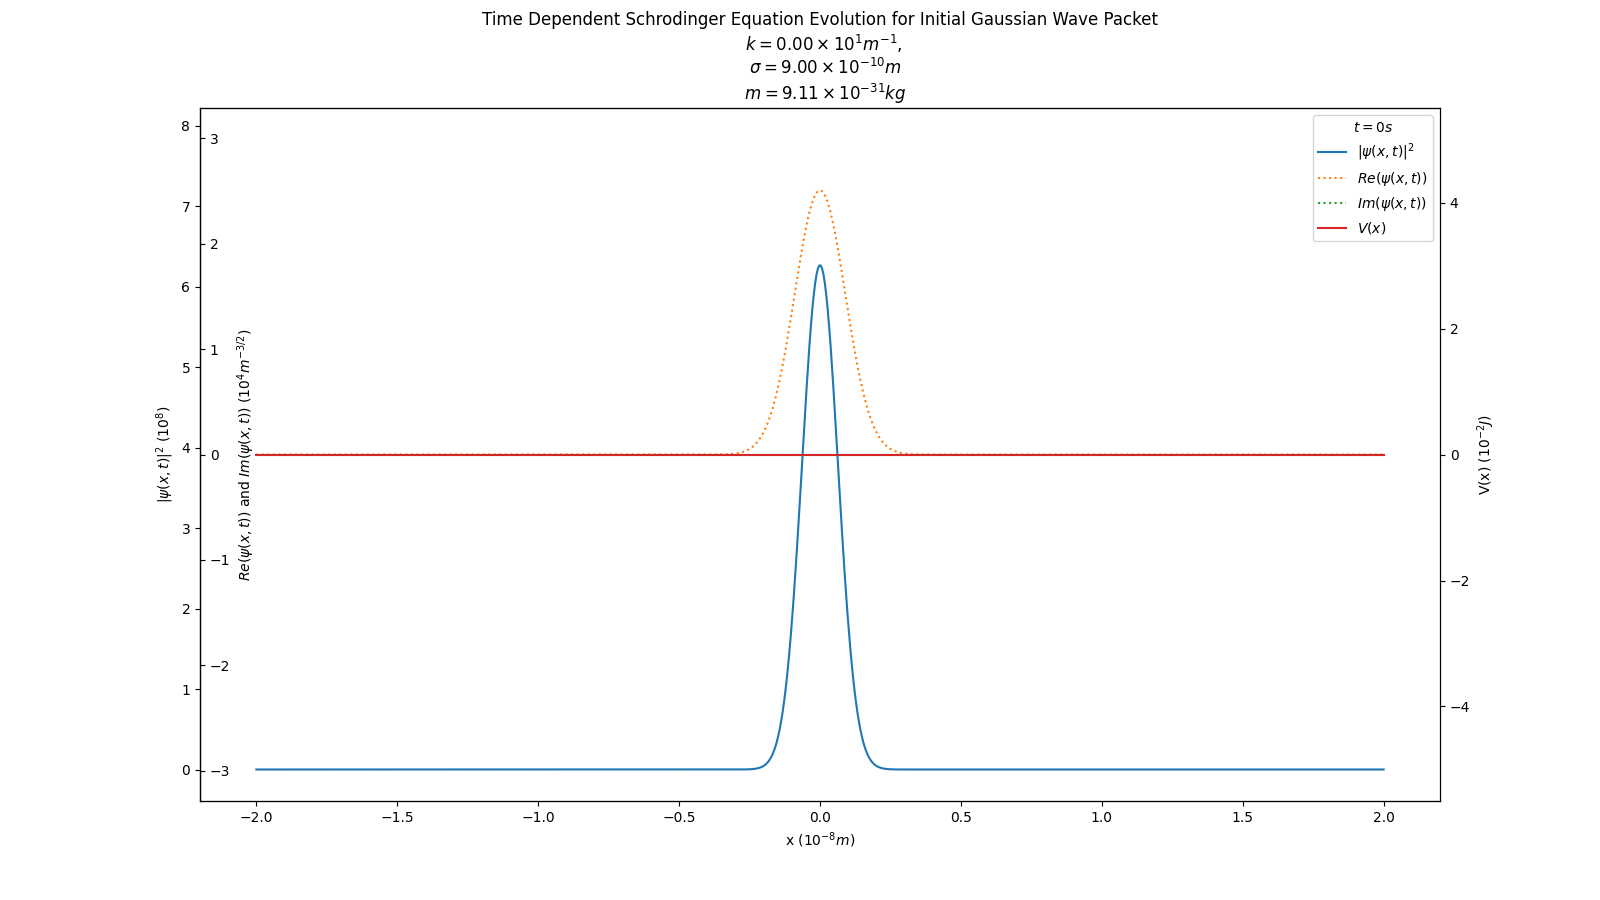 Time Dependent Schrodinger Equation Evolution for Initial Gaussian Wave Packet
k = 0.00 × 10¹m⁻¹,
σ = 9.00 × 10⁻¹⁰m
m = 9.11 × 10⁻³¹kg
t = 0s
|ψ(x, t)|²
Re(ψ(x, t))
Im(ψ(x, t))
V(x)
|ψ(x, t)|² (10⁸)
8
7
6
5
4
3
2
1
0
Re(ψ(x, t)) and Im(ψ(x, t)) (10⁴m⁻³ᐟ²)
3
2
1
0
−1
−2
−3
V(x) (10⁻²J)
4
2
0
−2
−4
−2.0 −1.5 −1.0 −0.5 0.0 0.5 1.0 1.5 2.0
x (10⁻⁸m)